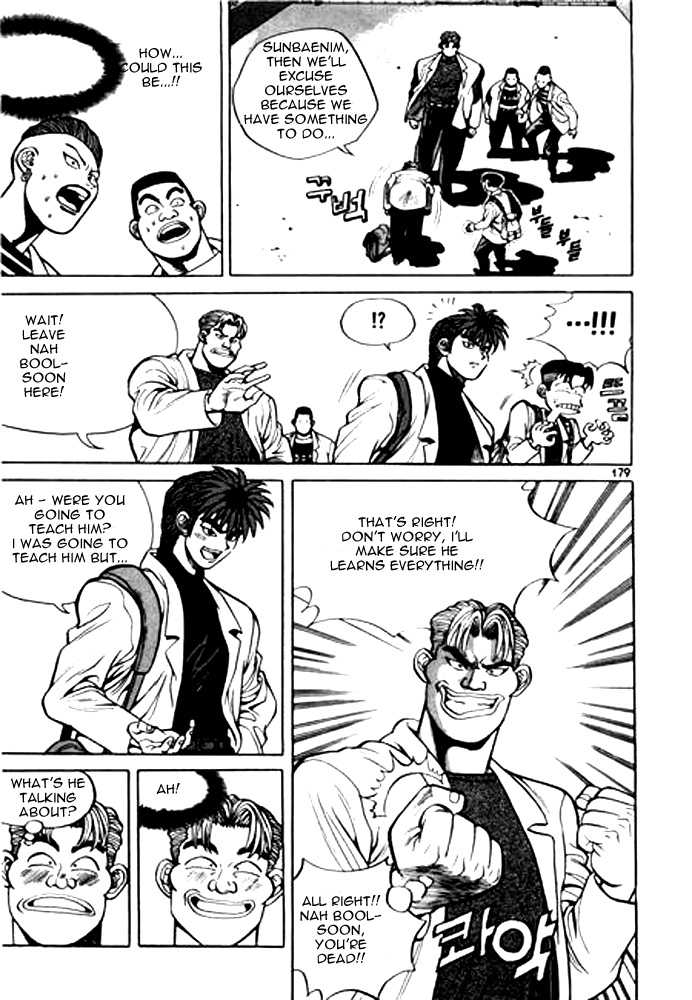 HOW...
COULD THIS
BE...!!
SUNBAENIM,
THEN WE'LL
EXCUSE
OURSELVES
BECAUSE WE
HAVE SOMETHING
TO DO...
꾸벅
부들
부들
WAIT!
LEAVE
NAH
BOOL-
SOON
HERE!
!?
...!!!
179
AH - WERE YOU
GOING TO
TEACH HIM?
I WAS GOING TO
TEACH HIM BUT...
WHAT'S HE
TALKING
ABOUT?
AH!
THAT'S RIGHT!
DON'T WORRY, I'LL
MAKE SURE HE
LEARNS EVERYTHING!!
ALL RIGHT!!
NAH BOOL-
SOON,
YOU'RE
DEAD!!
콰악